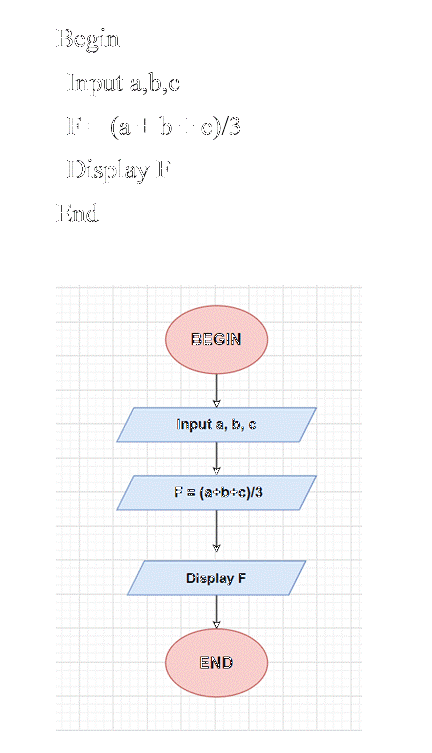 Begin
Input a,b,c
F= (a + b + c)/3
Display F
End
BEGIN
Input a, b, c
F = (a+b+c)/3
Display F
END